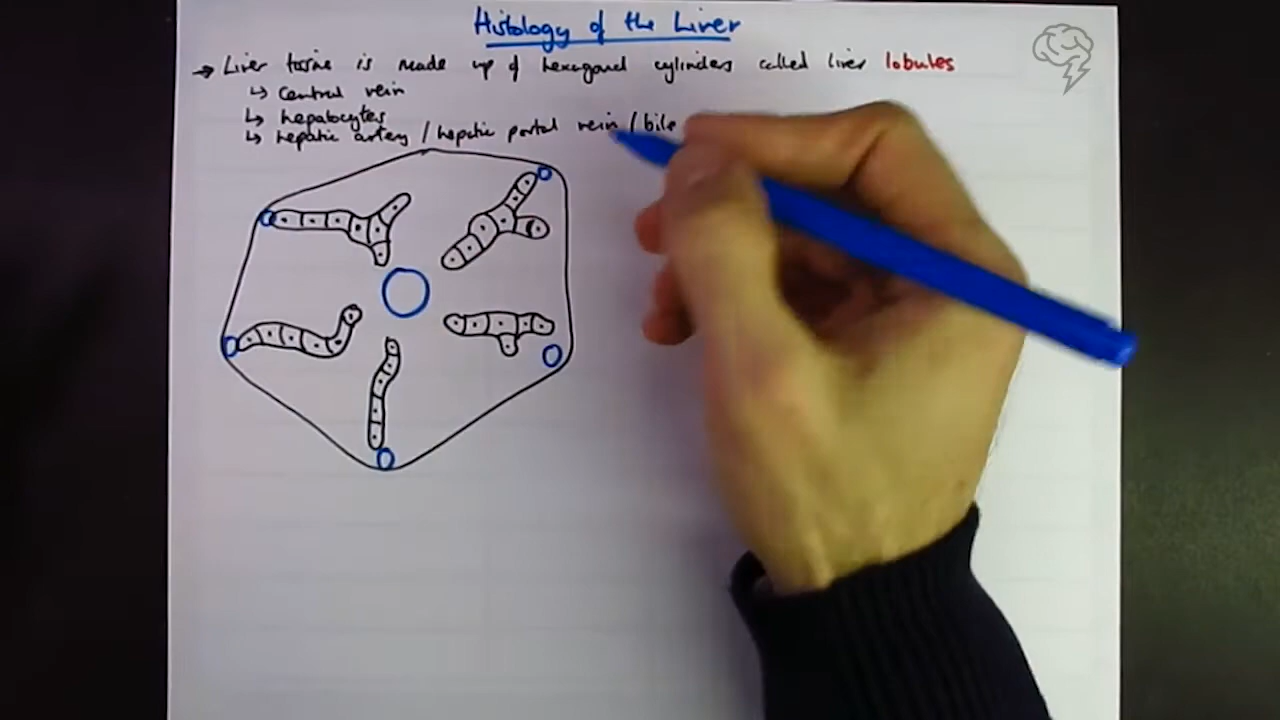 Histology of the Liver
→ Liver tissue is made up of hexagonal cylinders called liver lobules
↳ central vein
↳ hepatocytes
↳ hepatic artery / hepatic portal vein / bile